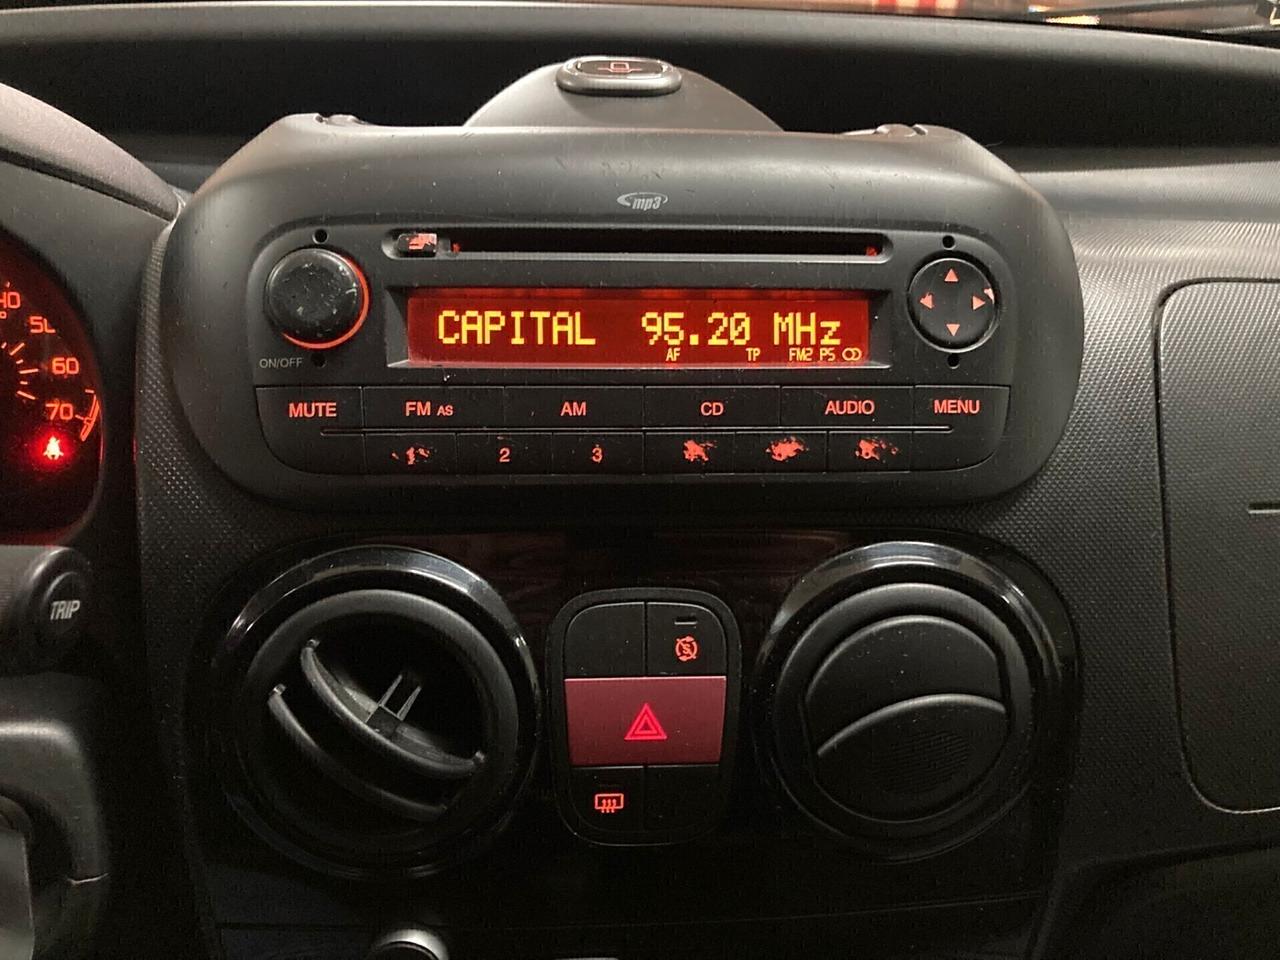 mp3
CAPITAL 95.20 MHz
AF TP FM2 PS
ON/OFF
MUTE FM AS AM CD AUDIO MENU
1 2 3
50
60
70
TRIP